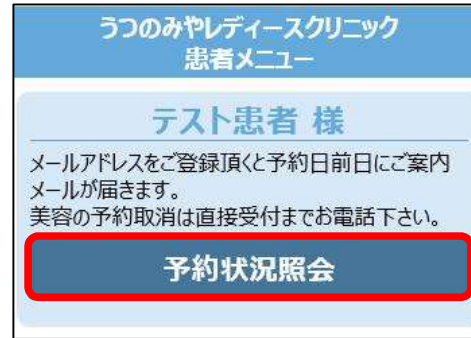 うつのみやレディースクリニック
患者メニュー
テスト患者 様
メールアドレスをご登録頂くと予約日前日にご案内
メールが届きます。
美容の予約取消は直接受付までお電話下さい。
予約状況照会